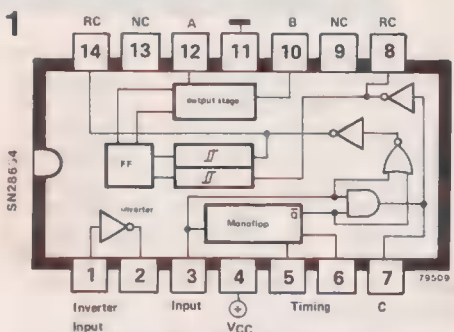 1
RC NC A B NC RC
14 13 12 11 10 9 8
output stage
FF
inverter
Monoflop
Q̄
79509
1 2 3 4 5 6 7
Inverter Input Timing C
Input VCC